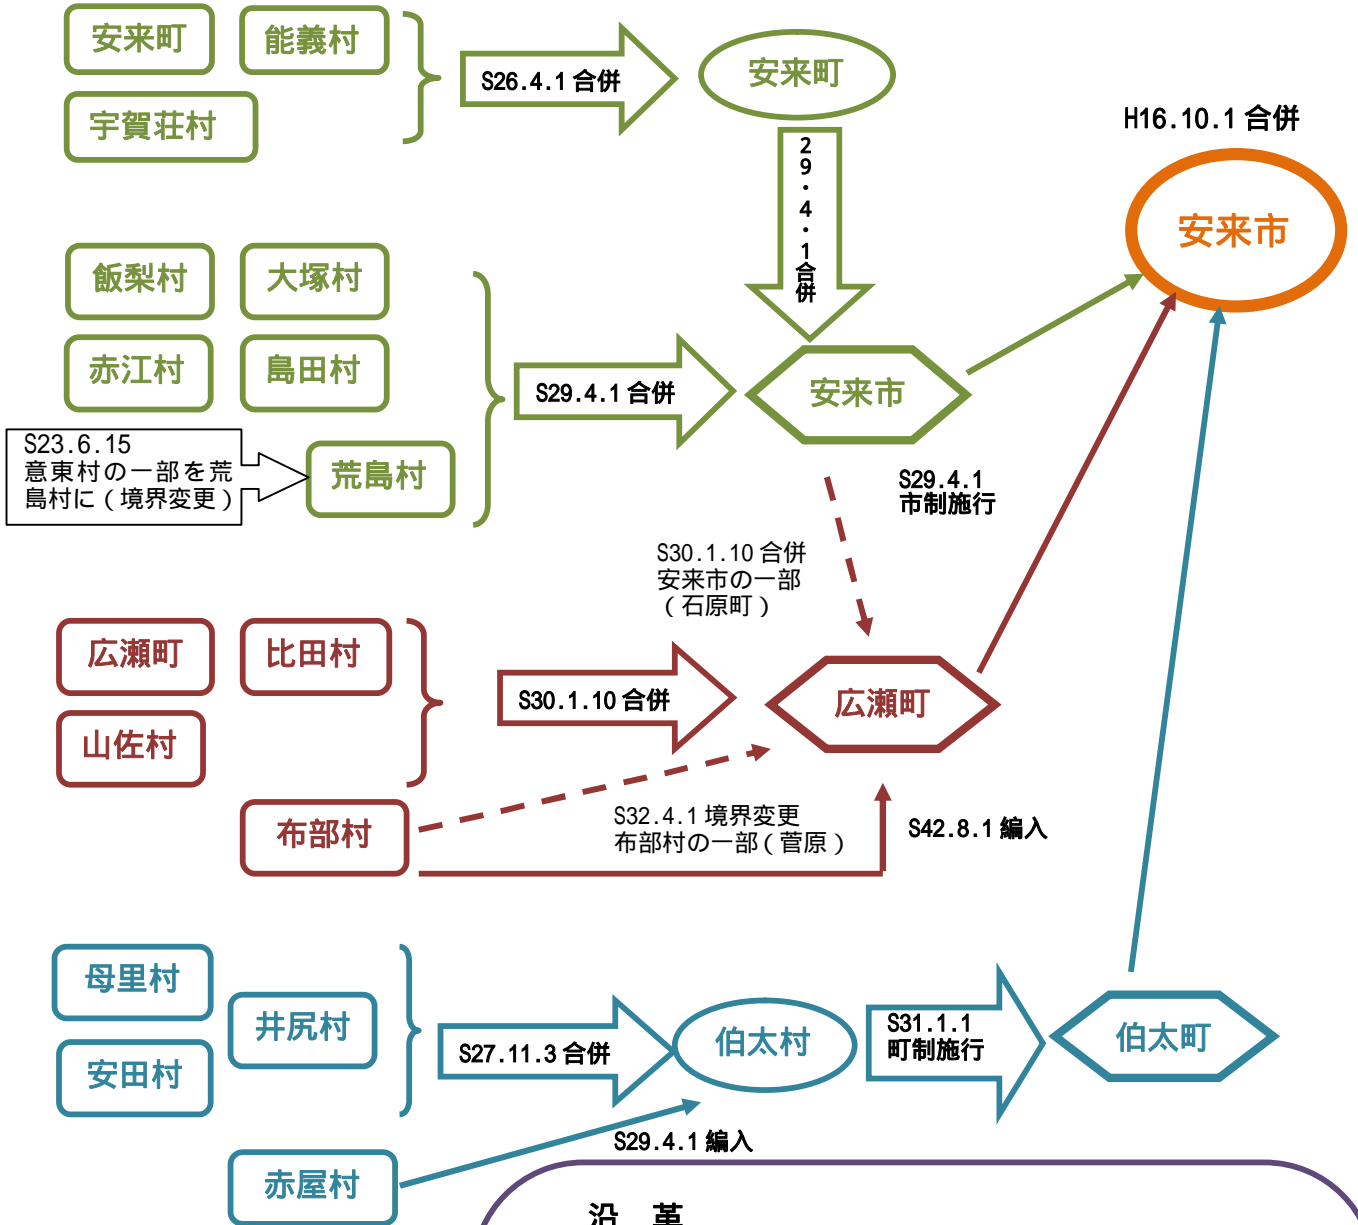 安来町
能義村
宇賀荘村
S26.4.1 合併
安来町
29・4・1合併
H16.10.1 合併
安来市
飯梨村
大塚村
赤江村
島田村
S23.6.15
意東村の一部を荒
島村に（境界変更）
荒島村
S29.4.1 合併
安来市
S29.4.1
市制施行
S30.1.10 合併
安来市の一部
（石原町）
広瀬町
比田村
山佐村
S30.1.10 合併
広瀬町
布部村
S32.4.1 境界変更
布部村の一部（菅原）
S42.8.1 編入
母里村
井尻村
安田村
S27.11.3 合併
伯太村
S31.1.1
町制施行
伯太町
赤屋村
S29.4.1 編入
沿 革